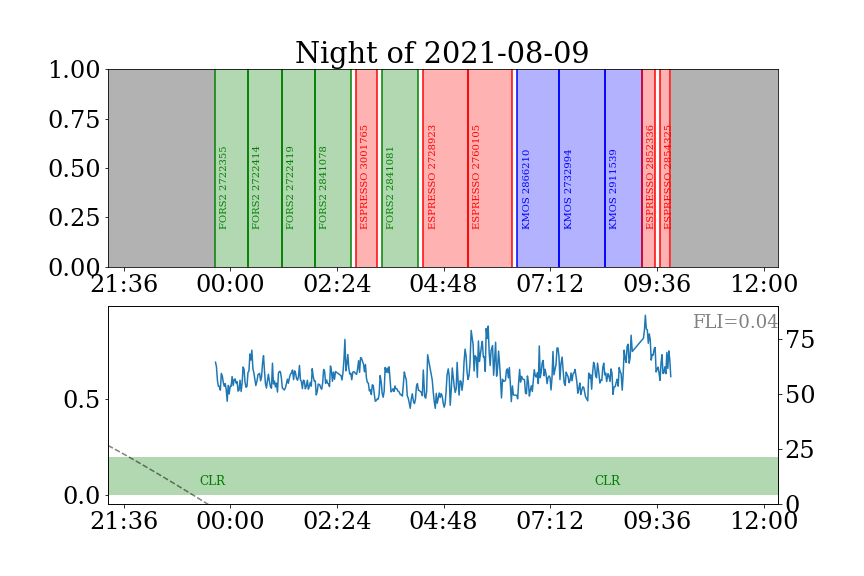 Night of 2021-08-09
1.00
0.75
0.50
0.25
0.00
FORS2 2722355
FORS2 2722414
FORS2 2722419
FORS2 2841078
ESPRESSO 3001765
FORS2 2841081
ESPRESSO 2728923
ESPRESSO 2760105
KMOS 2866210
KMOS 2732994
KMOS 2911539
ESPRESSO 2852336
ESPRESSO 2854325
21:36 00:00 02:24 04:48 07:12 09:36 12:00
FLI=0.04
0.5
0.0
75
50
25
0
CLR CLR
21:36 00:00 02:24 04:48 07:12 09:36 12:00